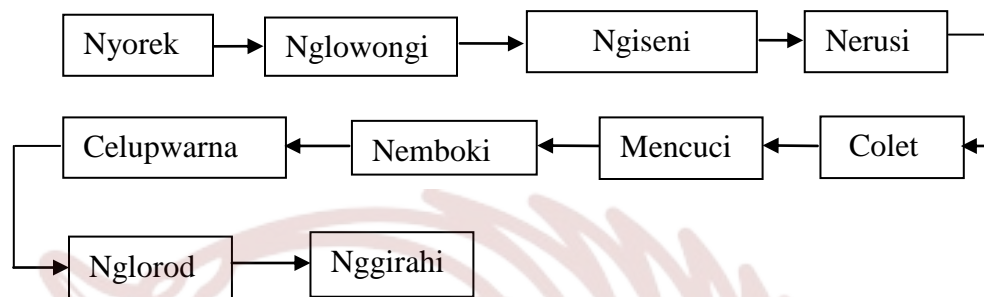 Nyorek Nglowongi Ngiseni Nerusi
Celupwarna Nemboki Mencuci Colet
Nglorod Nggirahi